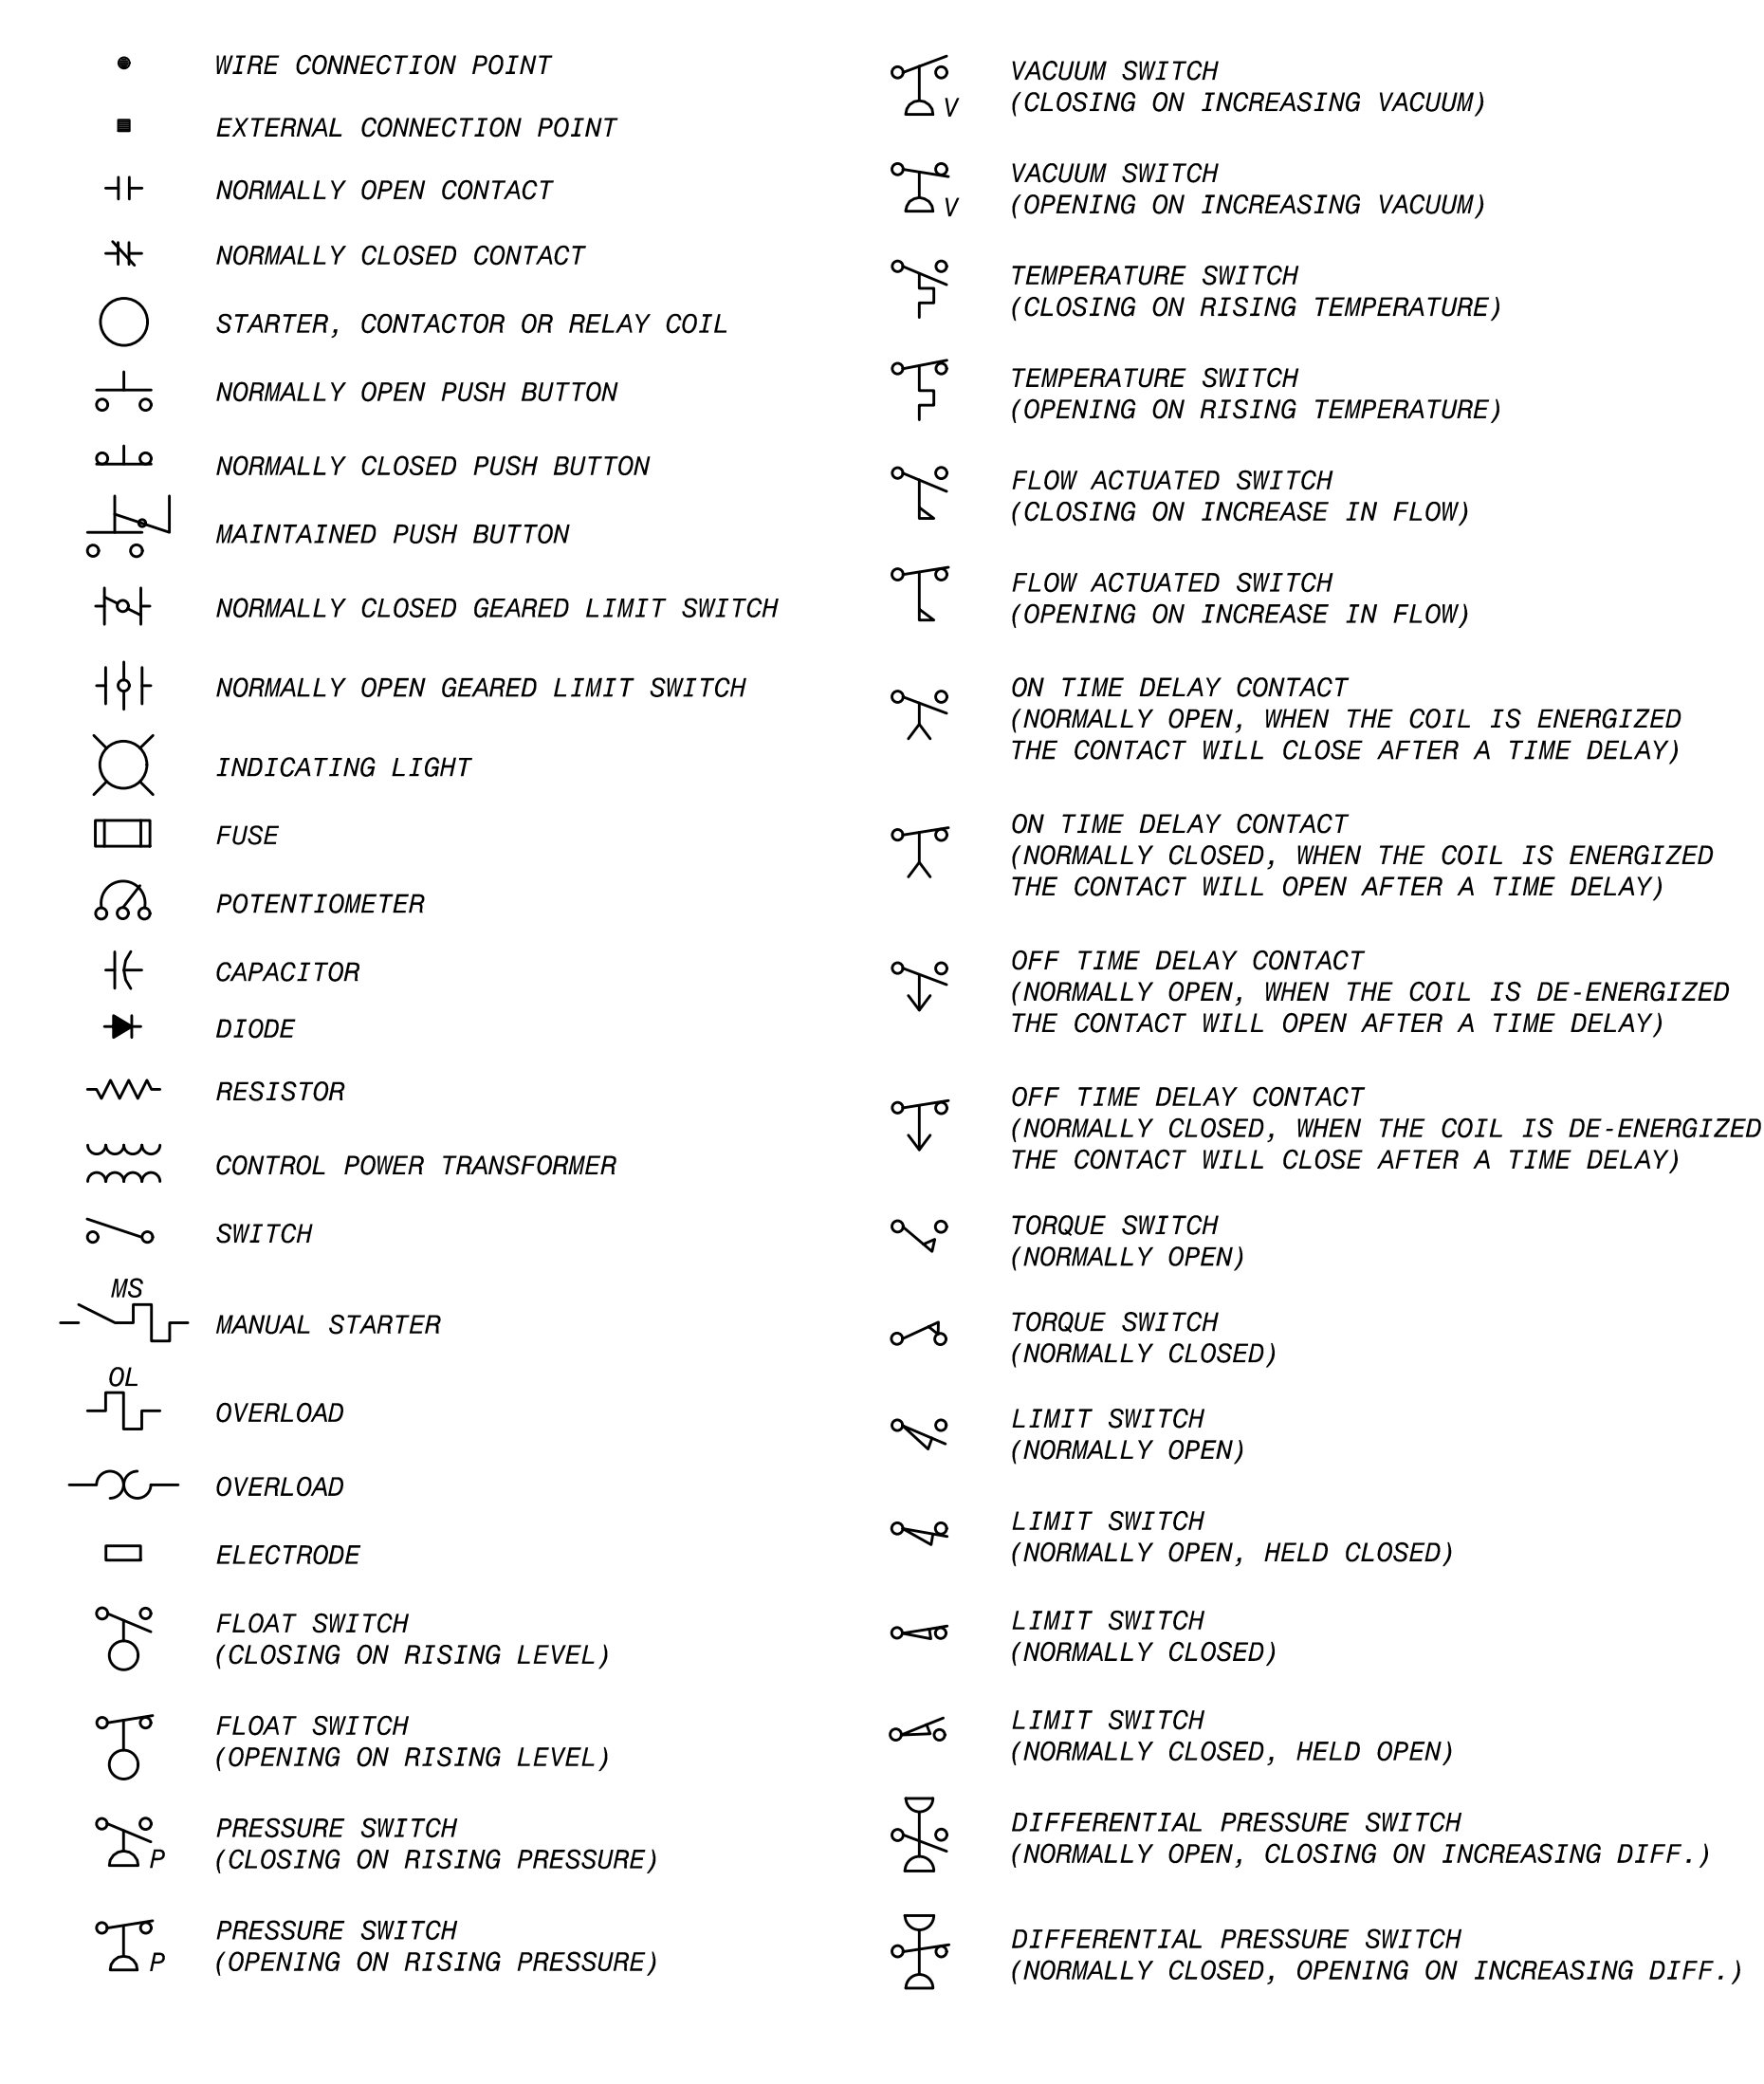 WIRE CONNECTION POINT
EXTERNAL CONNECTION POINT
NORMALLY OPEN CONTACT
NORMALLY CLOSED CONTACT
STARTER, CONTACTOR OR RELAY COIL
NORMALLY OPEN PUSH BUTTON
NORMALLY CLOSED PUSH BUTTON
MAINTAINED PUSH BUTTON
NORMALLY CLOSED GEARED LIMIT SWITCH
NORMALLY OPEN GEARED LIMIT SWITCH
INDICATING LIGHT
FUSE
POTENTIOMETER
CAPACITOR
DIODE
RESISTOR
CONTROL POWER TRANSFORMER
SWITCH
MS
MANUAL STARTER
OL
OVERLOAD
OVERLOAD
ELECTRODE
FLOAT SWITCH
(CLOSING ON RISING LEVEL)
FLOAT SWITCH
(OPENING ON RISING LEVEL)
PRESSURE SWITCH
P (CLOSING ON RISING PRESSURE)
PRESSURE SWITCH
P (OPENING ON RISING PRESSURE)
VACUUM SWITCH
V (CLOSING ON INCREASING VACUUM)
VACUUM SWITCH
V (OPENING ON INCREASING VACUUM)
TEMPERATURE SWITCH
(CLOSING ON RISING TEMPERATURE)
TEMPERATURE SWITCH
(OPENING ON RISING TEMPERATURE)
FLOW ACTUATED SWITCH
(CLOSING ON INCREASE IN FLOW)
FLOW ACTUATED SWITCH
(OPENING ON INCREASE IN FLOW)
ON TIME DELAY CONTACT
(NORMALLY OPEN, WHEN THE COIL IS ENERGIZED
THE CONTACT WILL CLOSE AFTER A TIME DELAY)
ON TIME DELAY CONTACT
(NORMALLY CLOSED, WHEN THE COIL IS ENERGIZED
THE CONTACT WILL OPEN AFTER A TIME DELAY)
OFF TIME DELAY CONTACT
(NORMALLY OPEN, WHEN THE COIL IS DE-ENERGIZED
THE CONTACT WILL OPEN AFTER A TIME DELAY)
OFF TIME DELAY CONTACT
(NORMALLY CLOSED, WHEN THE COIL IS DE-ENERGIZED
THE CONTACT WILL CLOSE AFTER A TIME DELAY)
TORQUE SWITCH
(NORMALLY OPEN)
TORQUE SWITCH
(NORMALLY CLOSED)
LIMIT SWITCH
(NORMALLY OPEN)
LIMIT SWITCH
(NORMALLY OPEN, HELD CLOSED)
LIMIT SWITCH
(NORMALLY CLOSED)
LIMIT SWITCH
(NORMALLY CLOSED, HELD OPEN)
DIFFERENTIAL PRESSURE SWITCH
(NORMALLY OPEN, CLOSING ON INCREASING DIFF.)
DIFFERENTIAL PRESSURE SWITCH
(NORMALLY CLOSED, OPENING ON INCREASING DIFF.)